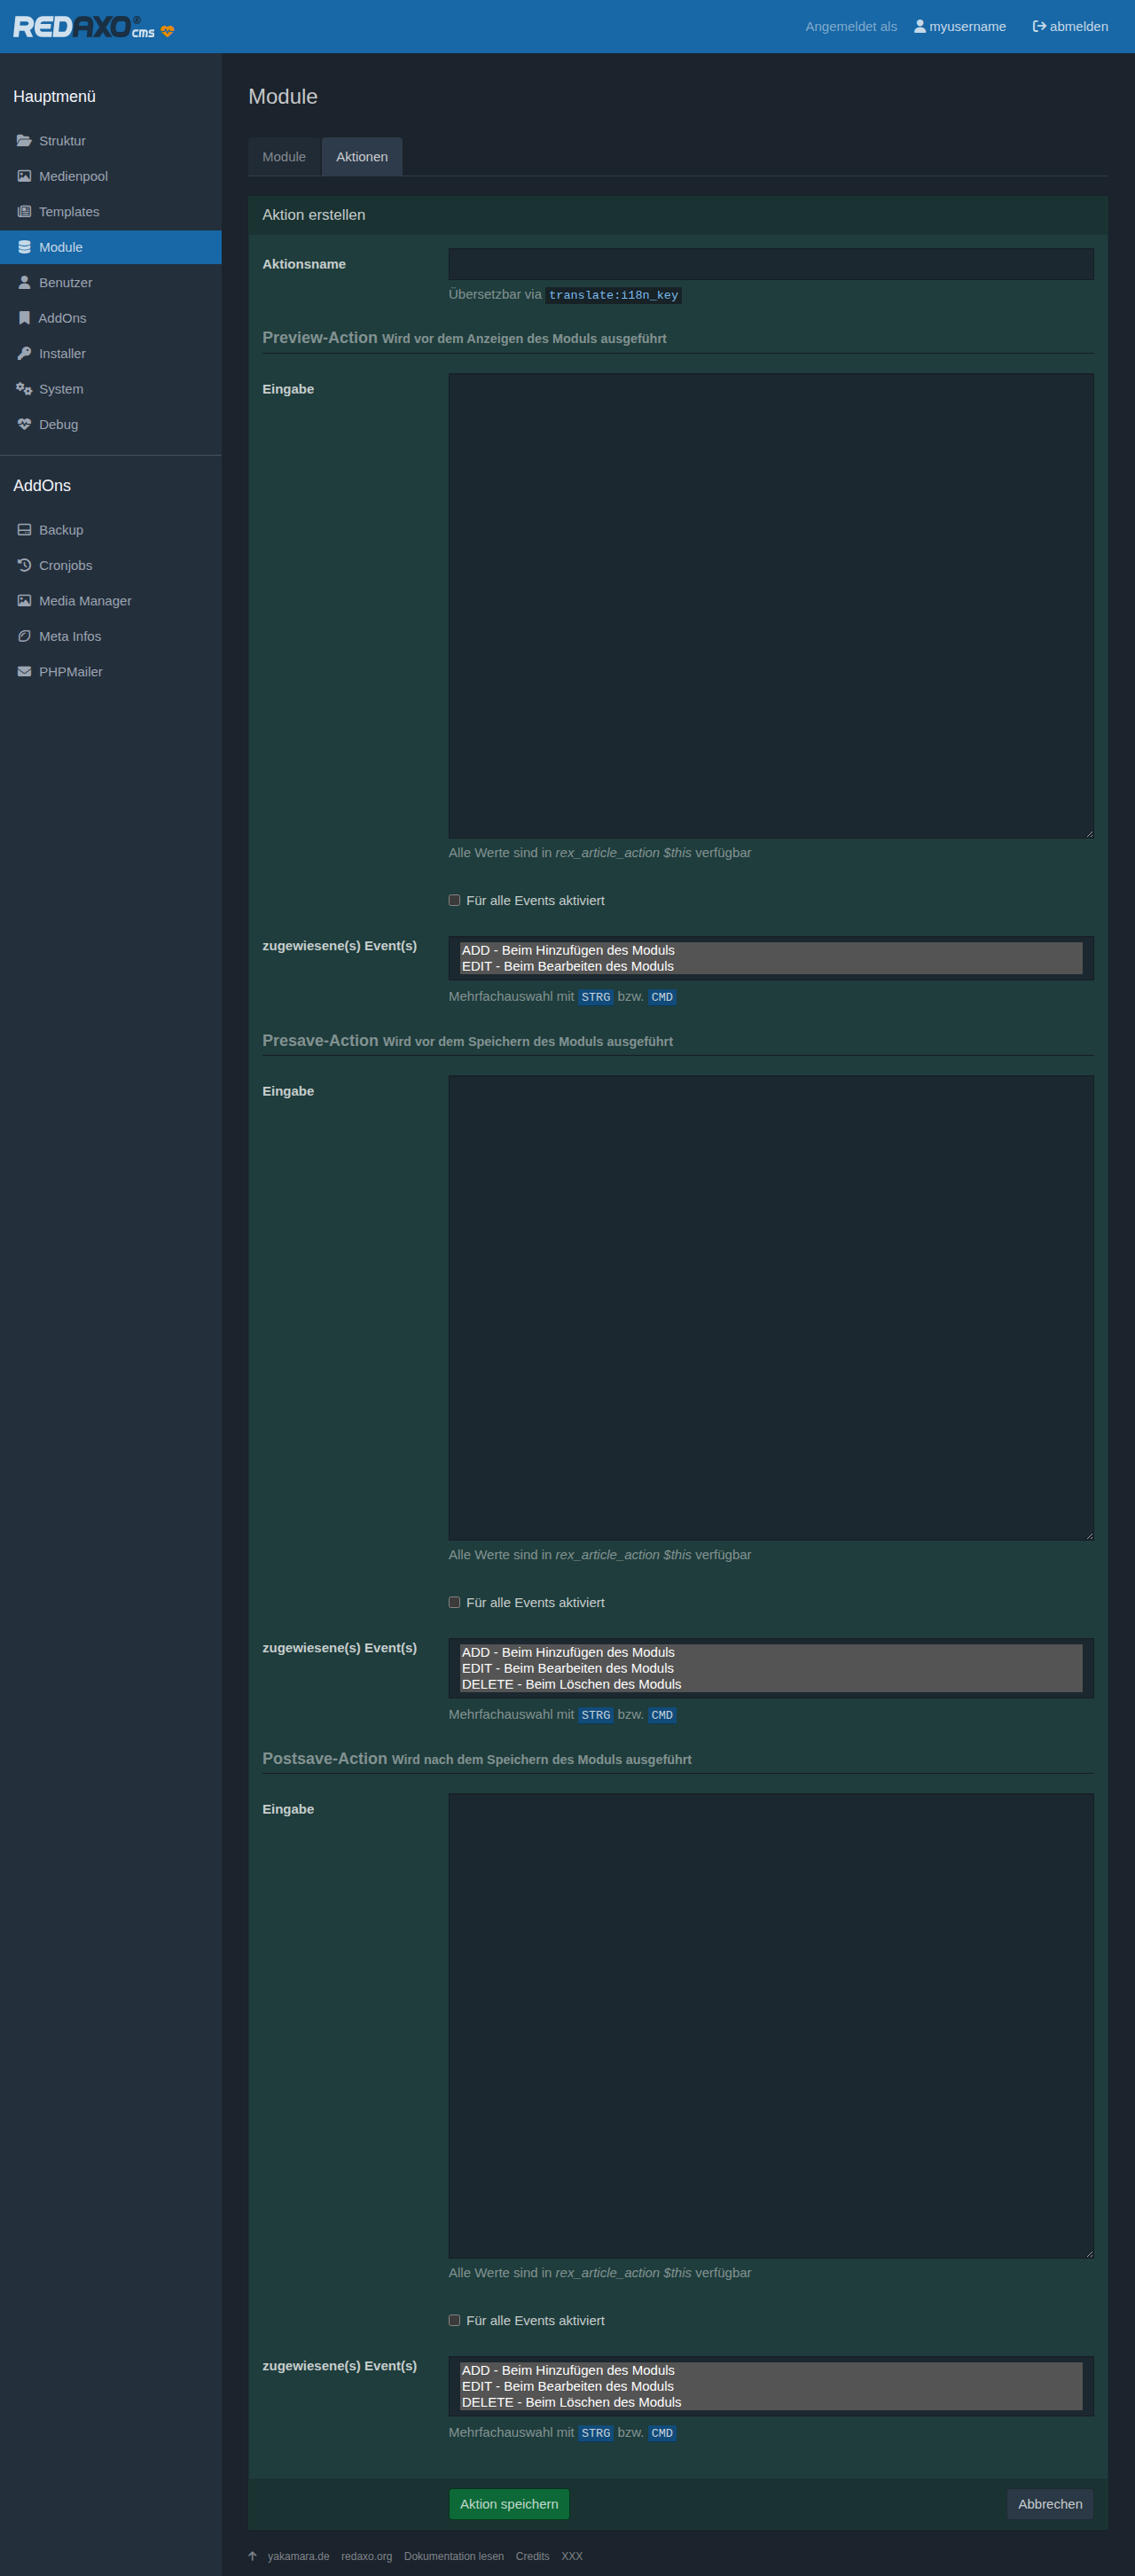 REDAXO® cms
Angemeldet als myusername abmelden
Hauptmenü
Struktur
Medienpool
Templates
Module
Benutzer
AddOns
Installer
System
Debug
AddOns
Backup
Cronjobs
Media Manager
Meta Infos
PHPMailer
Module
Module Aktionen
Aktion erstellen
Aktionsname
Übersetzbar via translate:i18n_key
Preview-Action Wird vor dem Anzeigen des Moduls ausgeführt
Eingabe
Alle Werte sind in rex_article_action $this verfügbar
Für alle Events aktiviert
zugewiesene(s) Event(s)
ADD - Beim Hinzufügen des Moduls
EDIT - Beim Bearbeiten des Moduls
Mehrfachauswahl mit STRG bzw. CMD
Presave-Action Wird vor dem Speichern des Moduls ausgeführt
Eingabe
Alle Werte sind in rex_article_action $this verfügbar
Für alle Events aktiviert
zugewiesene(s) Event(s)
ADD - Beim Hinzufügen des Moduls
EDIT - Beim Bearbeiten des Moduls
DELETE - Beim Löschen des Moduls
Mehrfachauswahl mit STRG bzw. CMD
Postsave-Action Wird nach dem Speichern des Moduls ausgeführt
Eingabe
Alle Werte sind in rex_article_action $this verfügbar
Für alle Events aktiviert
zugewiesene(s) Event(s)
ADD - Beim Hinzufügen des Moduls
EDIT - Beim Bearbeiten des Moduls
DELETE - Beim Löschen des Moduls
Mehrfachauswahl mit STRG bzw. CMD
Aktion speichern Abbrechen
yakamara.de redaxo.org Dokumentation lesen Credits XXX